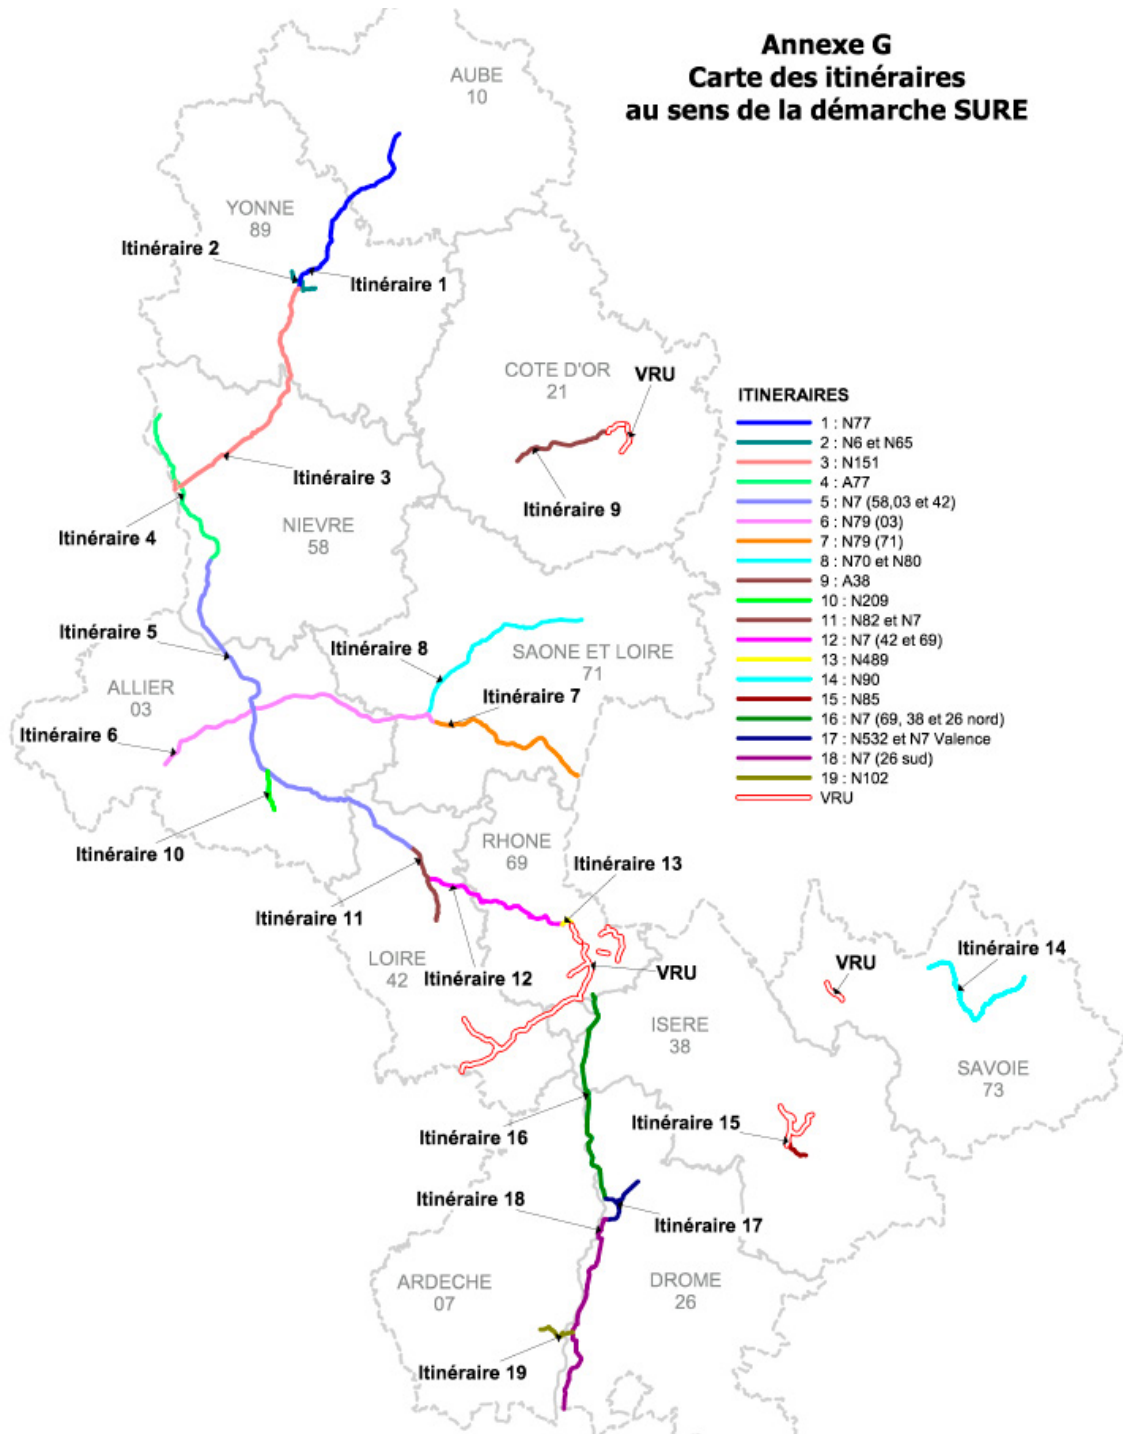 Annexe G
Carte des itinéraires
au sens de la démarche SURE
AUBE
10
YONNE
89
Itinéraire 2
Itinéraire 1
COTE D'OR
21
VRU
Itinéraire 3
Itinéraire 9
Itinéraire 4
NIEVRE
58
ITINERAIRES
1 : N77
2 : N6 et N65
3 : N151
4 : A77
5 : N7 (58,03 et 42)
6 : N79 (03)
7 : N79 (71)
8 : N70 et N80
9 : A38
10 : N209
11 : N82 et N7
12 : N7 (42 et 69)
13 : N489
14 : N90
15 : N85
16 : N7 (69, 38 et 26 nord)
17 : N532 et N7 Valence
18 : N7 (26 sud)
19 : N102
VRU
Itinéraire 5
Itinéraire 8
SAONE ET LOIRE
71
ALLIER
03
Itinéraire 7
Itinéraire 6
Itinéraire 10
RHONE
69
Itinéraire 13
Itinéraire 11
LOIRE
42
Itinéraire 12
VRU
VRU
Itinéraire 14
ISERE
38
SAVOIE
73
Itinéraire 16
Itinéraire 15
Itinéraire 18
Itinéraire 17
ARDECHE
07
DROME
26
Itinéraire 19